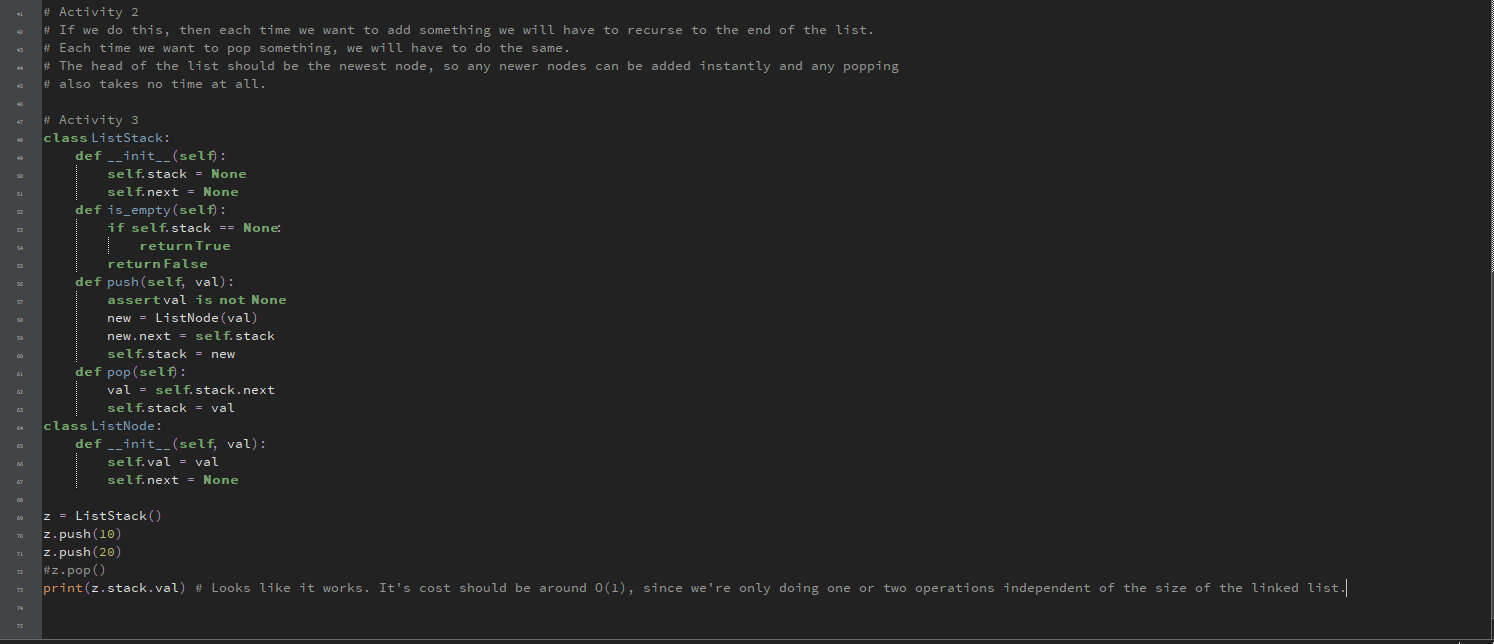 41 # Activity 2
42 # If we do this, then each time we want to add something we will have to recurse to the end of the list.
43 # Each time we want to pop something, we will have to do the same.
44 # The head of the list should be the newest node, so any newer nodes can be added instantly and any popping
45 # also takes no time at all.
46
47 # Activity 3
48 class ListStack:
49     def __init__(self):
50         self.stack = None
51         self.next = None
52     def is_empty(self):
53         if self.stack == None:
54             return True
55         return False
56     def push(self, val):
57         assert val is not None
58         new = ListNode(val)
59         new.next = self.stack
60         self.stack = new
61     def pop(self):
62         val = self.stack.next
63         self.stack = val
64 class ListNode:
65     def __init__(self, val):
66         self.val = val
67         self.next = None
68
69 z = ListStack()
70 z.push(10)
71 z.push(20)
72 #z.pop()
73 print(z.stack.val) # Looks like it works. It's cost should be around O(1), since we're only doing one or two operations independent of the size of the linked list.
74
75